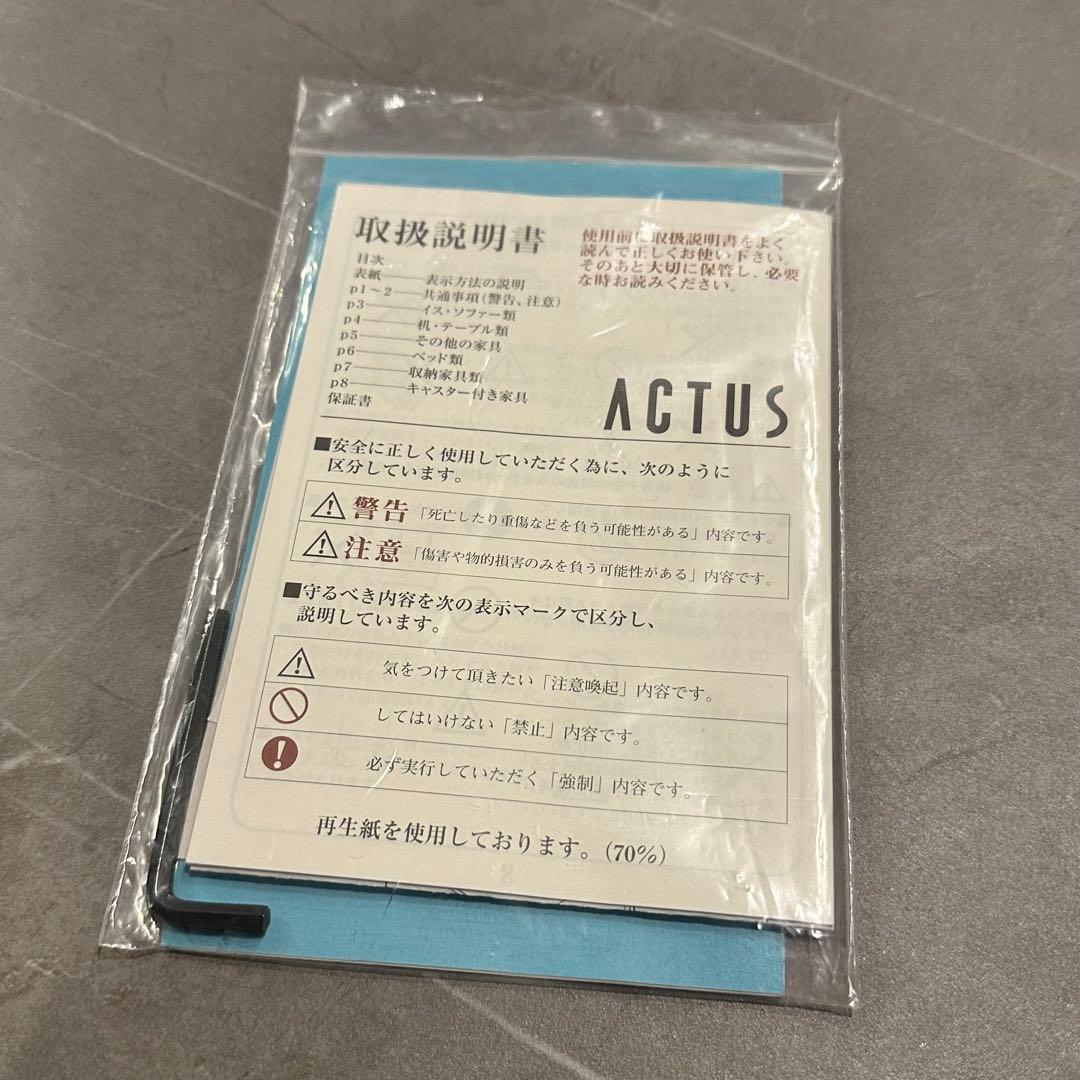 取扱説明書
使用前に取扱説明書をよく
読んで正しくお使い下さい。
そのあと大切に保管し、必要
な時お読みください。
目次
表紙───表示方法の説明
p1～2───共通事項（警告、注意）
p3───イス・ソファー類
p4───机・テーブル類
p5───その他の家具
p6───ベッド類
p7───収納家具類
p8───キャスター付き家具
保証書
ACTUS
■安全に正しく使用していただく為に、次のように
区分しています。
警告「死亡したり重傷などを負う可能性がある」内容です。
注意「傷害や物的損害のみを負う可能性がある」内容です。
■守るべき内容を次の表示マークで区分し、
説明しています。
気をつけて頂きたい「注意喚起」内容です。
してはいけない「禁止」内容です。
必ず実行していただく「強制」内容です。
再生紙を使用しております。（70%）